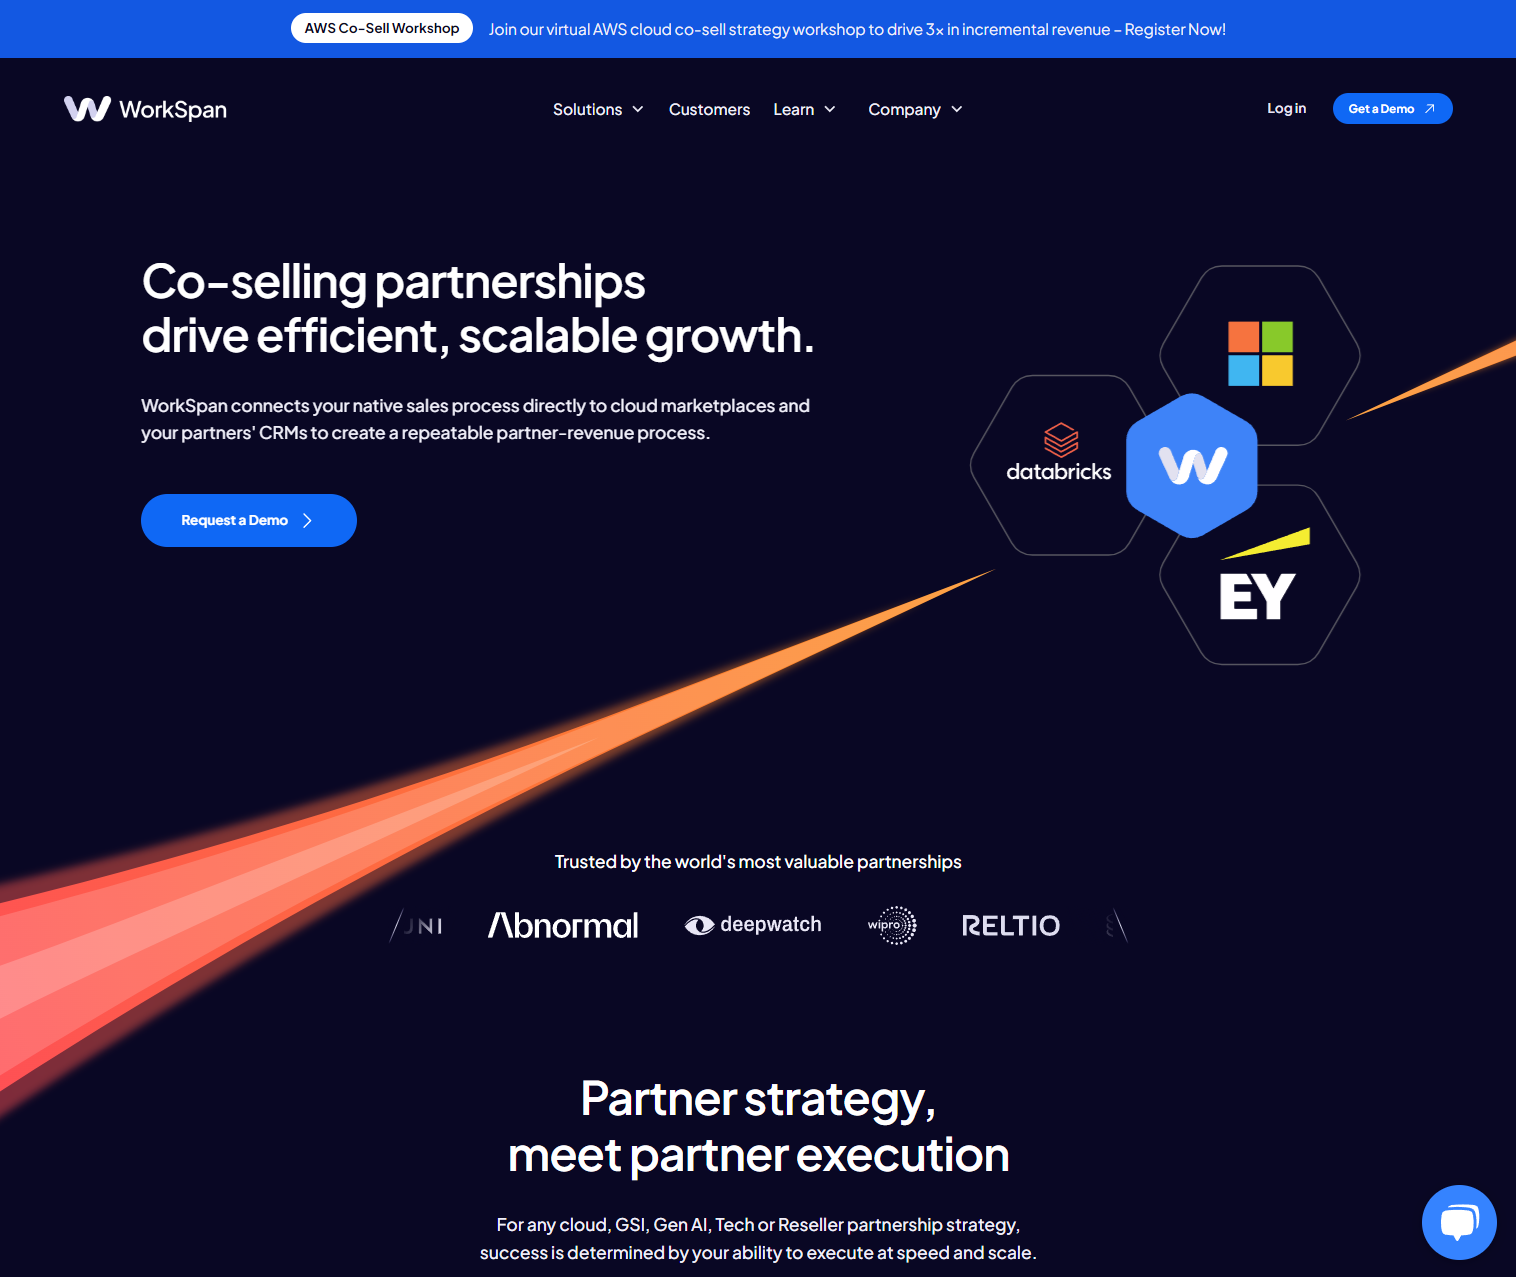 AWS Co-Sell Workshop
Join our virtual AWS cloud co-sell strategy workshop to drive 3x in incremental revenue – Register Now!
WorkSpan
Solutions
Customers
Learn
Company
Log in
Get a Demo
Co-selling partnerships
drive efficient, scalable growth.
WorkSpan connects your native sales process directly to cloud marketplaces and
your partners' CRMs to create a repeatable partner-revenue process.
Request a Demo
databricks
EY
Trusted by the world's most valuable partnerships
Abnormal
deepwatch
wipro
RELTIO
Partner strategy,
meet partner execution
For any cloud, GSI, Gen AI, Tech or Reseller partnership strategy,
success is determined by your ability to execute at speed and scale.